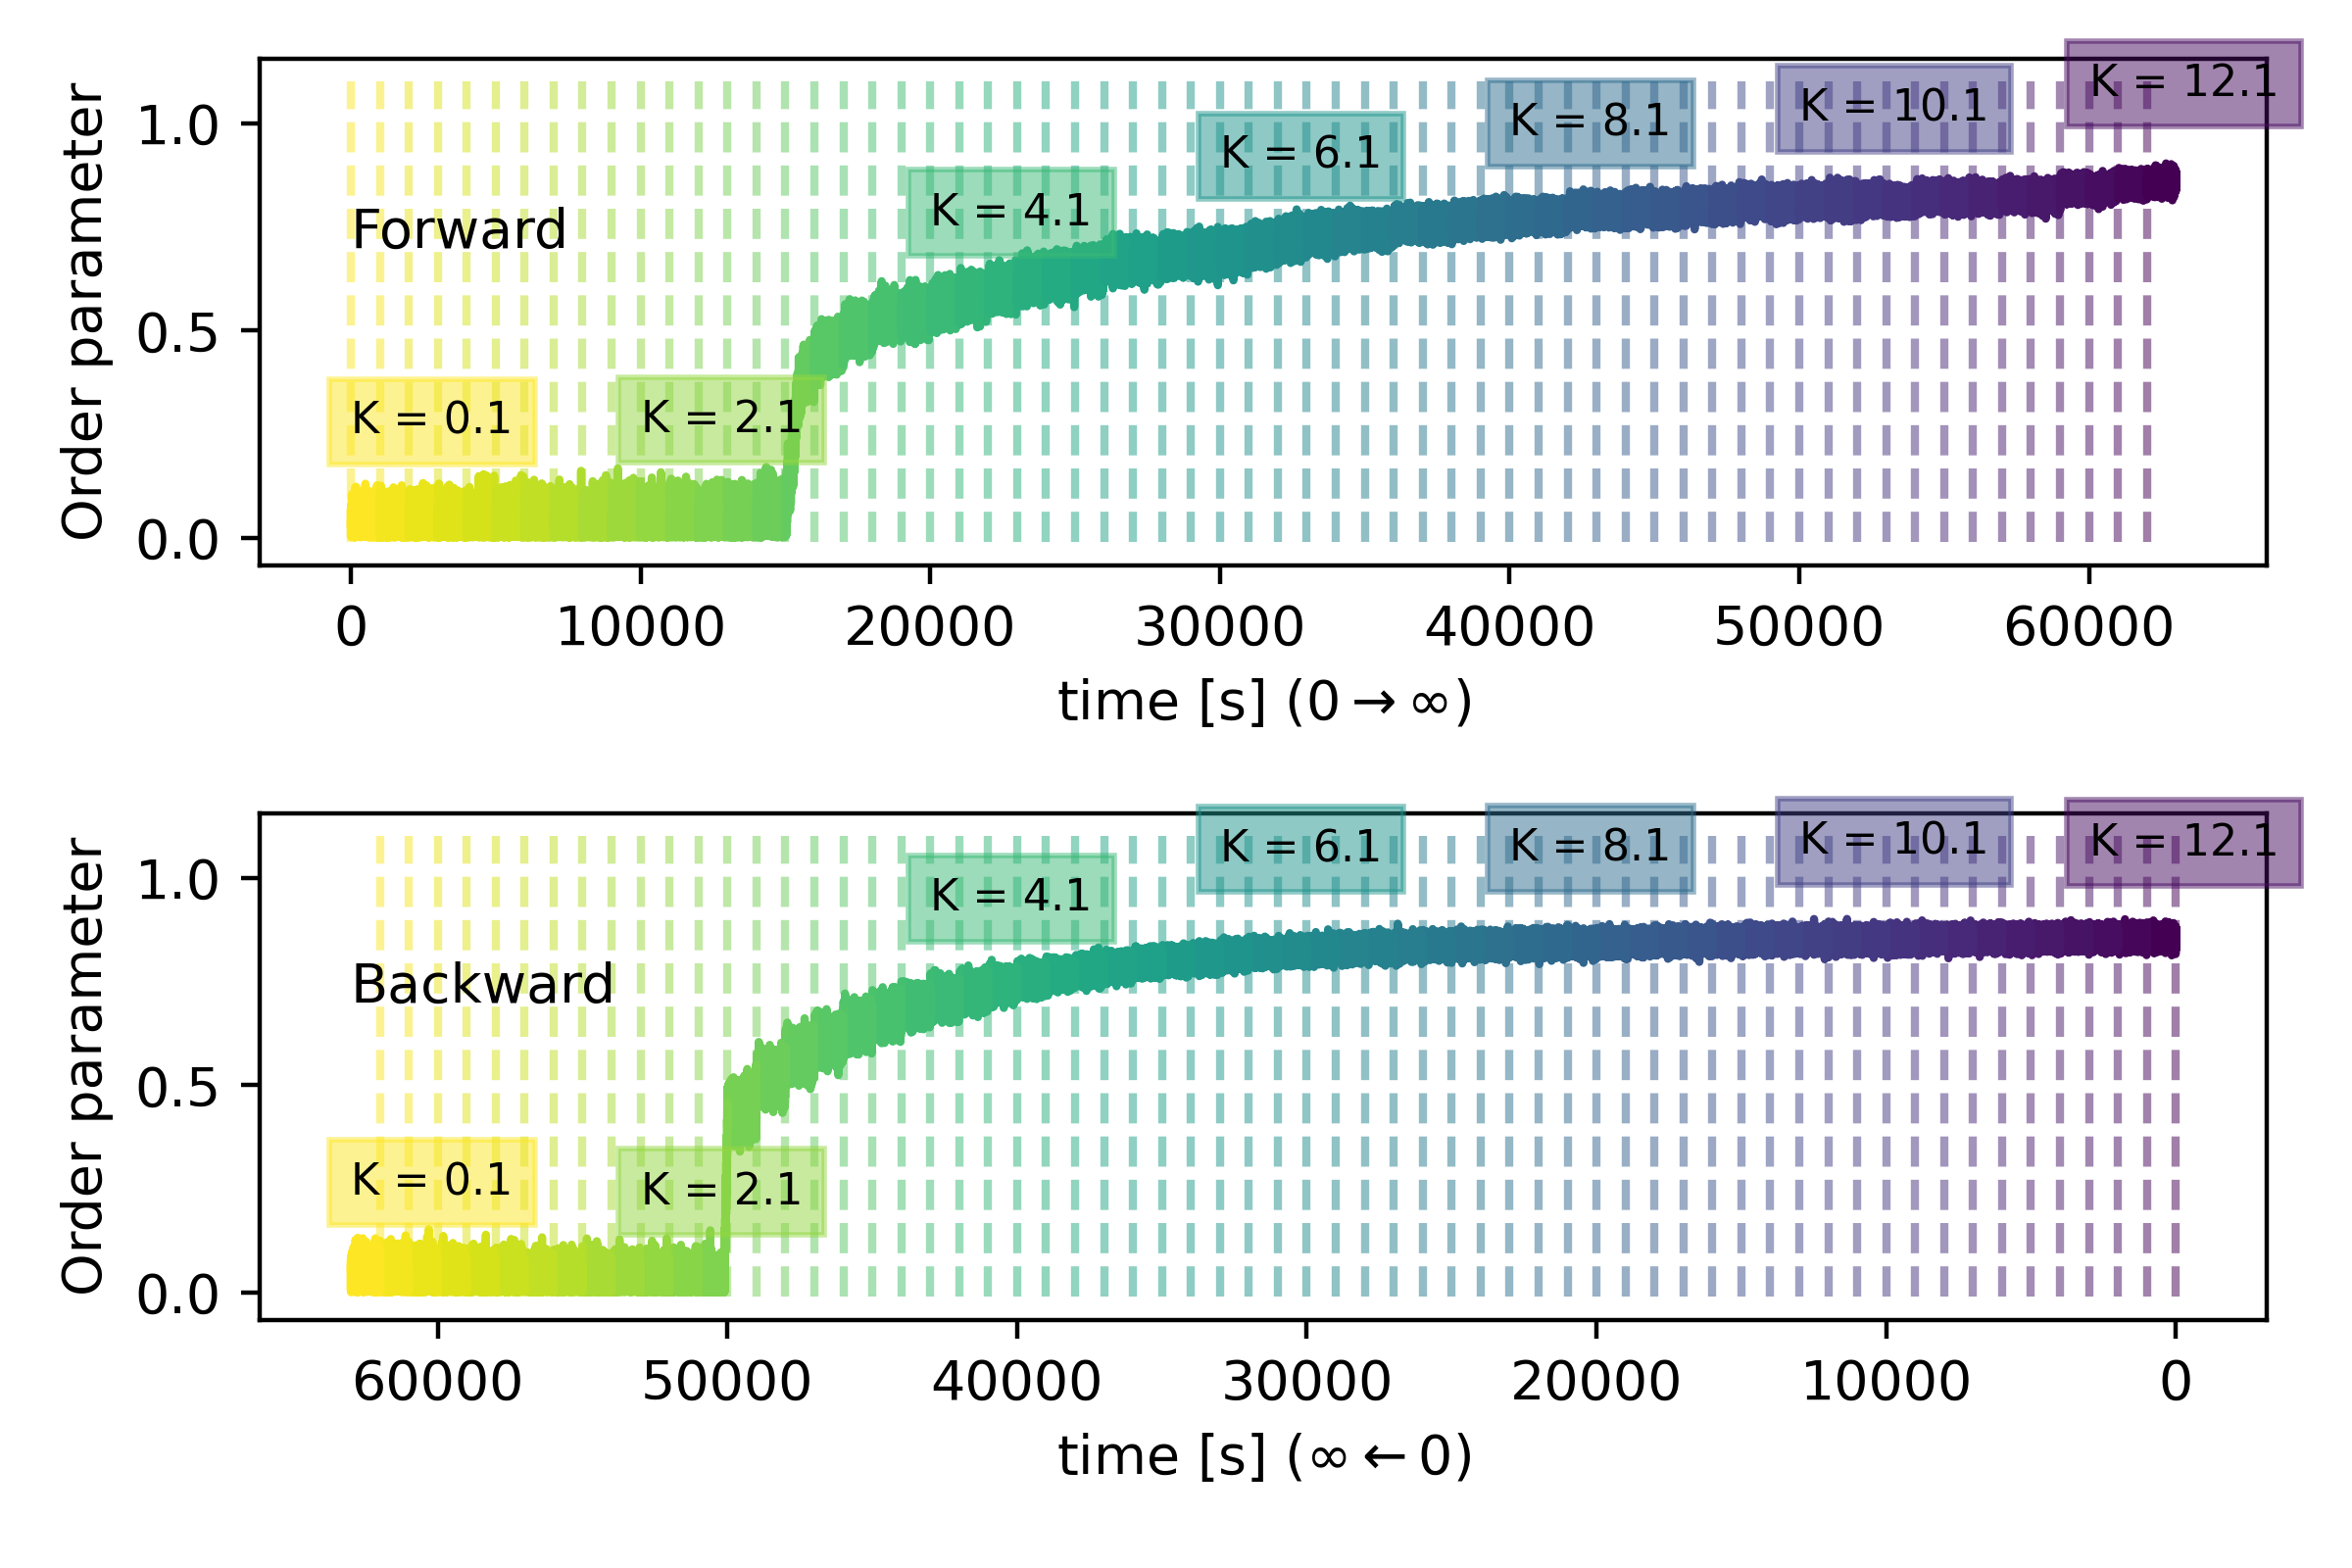 K = 12.1
K = 10.1
K = 8.1
K = 6.1
K = 4.1
Forward
K = 0.1
K = 2.1
Order parameter
1.0
0.5
0.0
0 10000 20000 30000 40000 50000 60000
time [s] (0→∞)
K = 6.1 K = 8.1 K = 10.1 K = 12.1
K = 4.1
Backward
K = 0.1
K = 2.1
Order parameter
1.0
0.5
0.0
60000 50000 40000 30000 20000 10000 0
time [s] (∞←0)